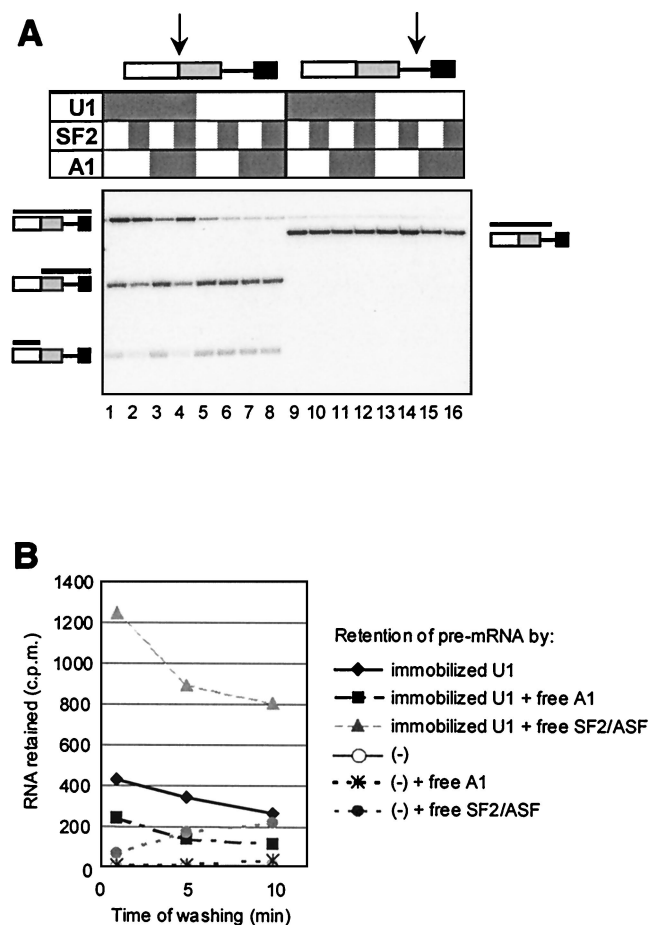 A
U1
SF2
A1
1 2 3 4 5 6 7 8 9 10 11 12 13 14 15 16
B
1400
1200
1000
800
600
400
200
0
RNA retained (c.p.m.)
0 5 10
Time of washing (min)
Retention of pre-mRNA by:
immobilized U1
immobilized U1 + free A1
immobilized U1 + free SF2/ASF
(-)
(-) + free A1
(-) + free SF2/ASF